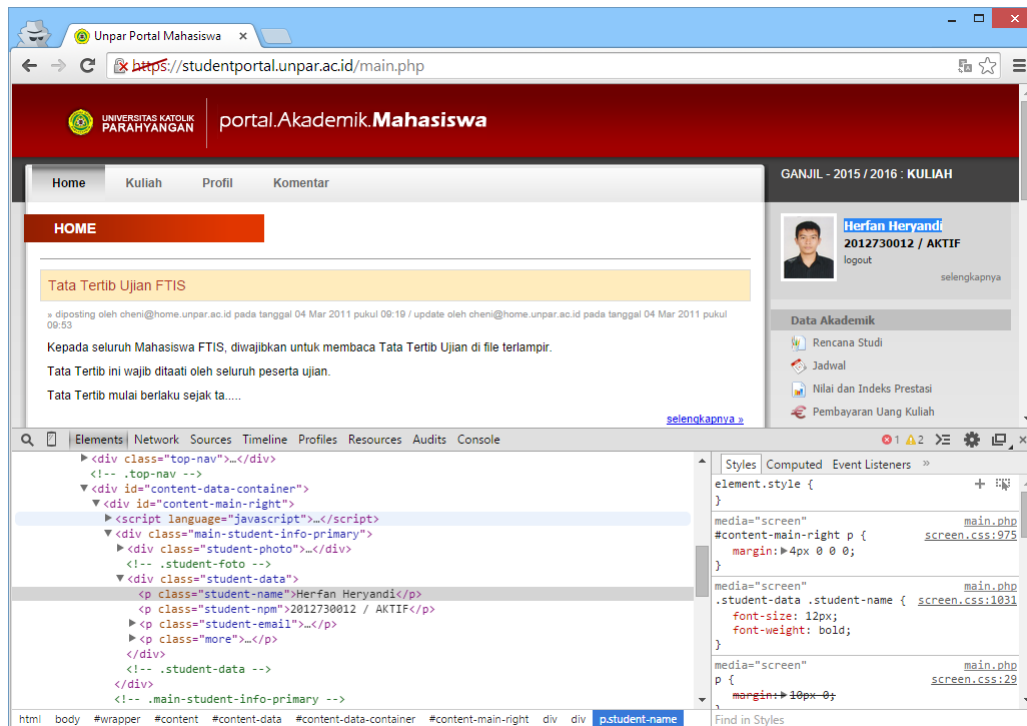 Unpar Portal Mahasiswa
https://studentportal.unpar.ac.id/main.php
UNIVERSITAS KATOLIK
PARAHYANGAN
portal.Akademik.Mahasiswa
Home Kuliah Profil Komentar
GANJIL - 2015 / 2016 : KULIAH
HOME
Herfan Heryandi
2012730012 / AKTIF
logout
selengkapnya
Tata Tertib Ujian FTIS
» diposting oleh cheni@home.unpar.ac.id pada tanggal 04 Mar 2011 pukul 09:19 / update oleh cheni@home.unpar.ac.id pada tanggal 04 Mar 2011 pukul
09:53
Kepada seluruh Mahasiswa FTIS, diwajibkan untuk membaca Tata Tertib Ujian di file terlampir.
Tata Tertib ini wajib ditaati oleh seluruh peserta ujian.
Tata Tertib mulai berlaku sejak ta.....
selengkapnya »
Data Akademik
Rencana Studi
Jadwal
Nilai dan Indeks Prestasi
Pembayaran Uang Kuliah
Elements Network Sources Timeline Profiles Resources Audits Console
1 2
<div class="top-nav">…</div>
<!-- .top-nav -->
<div id="content-data-container">
<div id="content-main-right">
<script language="javascript">…</script>
<div class="main-student-info-primary">
<div class="student-photo">…</div>
<!-- .student-foto -->
<div class="student-data">
<p class="student-name">Herfan Heryandi</p>
<p class="student-npm">2012730012 / AKTIF</p>
<p class="student-email">…</p>
<p class="more">…</p>
</div>
<!-- .student-data -->
</div>
<!-- .main-student-info-primary -->
html body #wrapper #content #content-data #content-data-container #content-main-right div div p.student-name
Styles Computed Event Listeners »
element.style {
}
media="screen" main.php
#content-main-right p { screen.css:975
margin: 4px 0 0 0;
}
media="screen" main.php
.student-data .student-name { screen.css:1031
font-size: 12px;
font-weight: bold;
}
media="screen" main.php
p { screen.css:29
margin: 10px 0;
Find in Styles